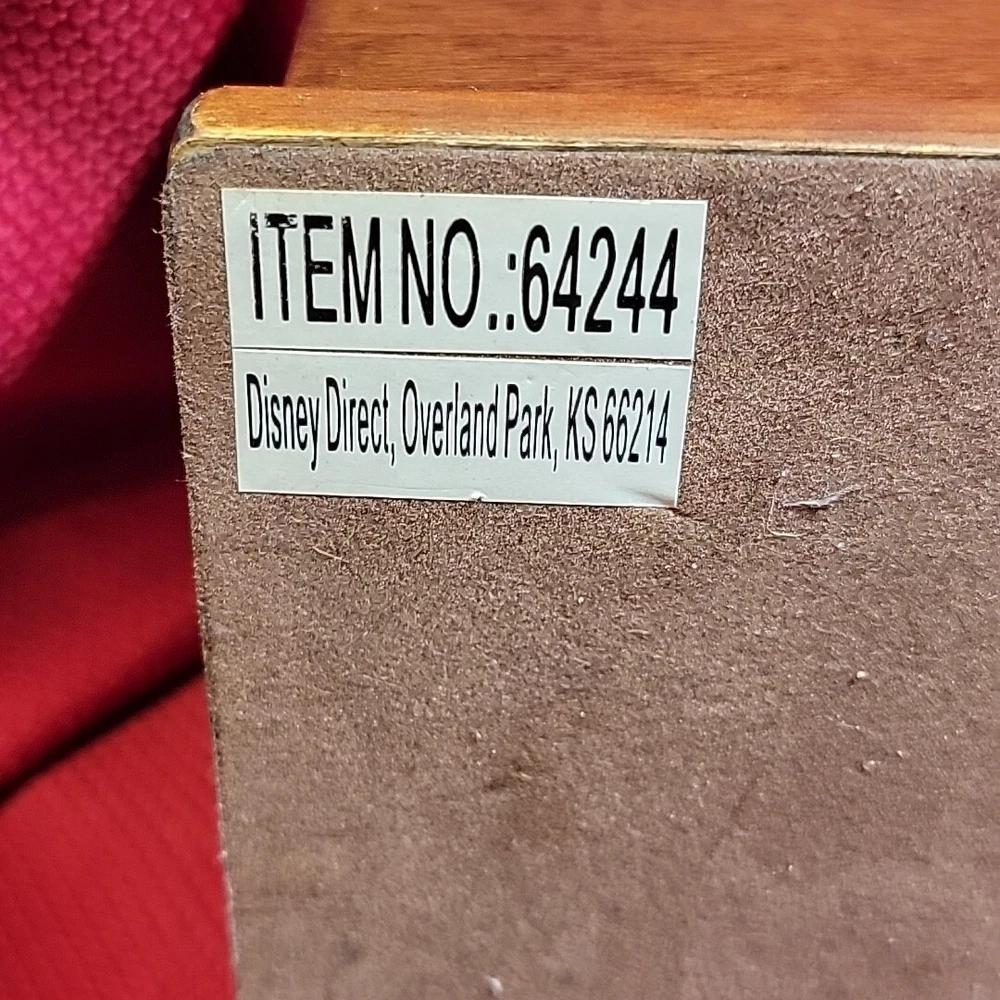 ITEM NO.:64244
Disney Direct, Overland Park, KS 66214